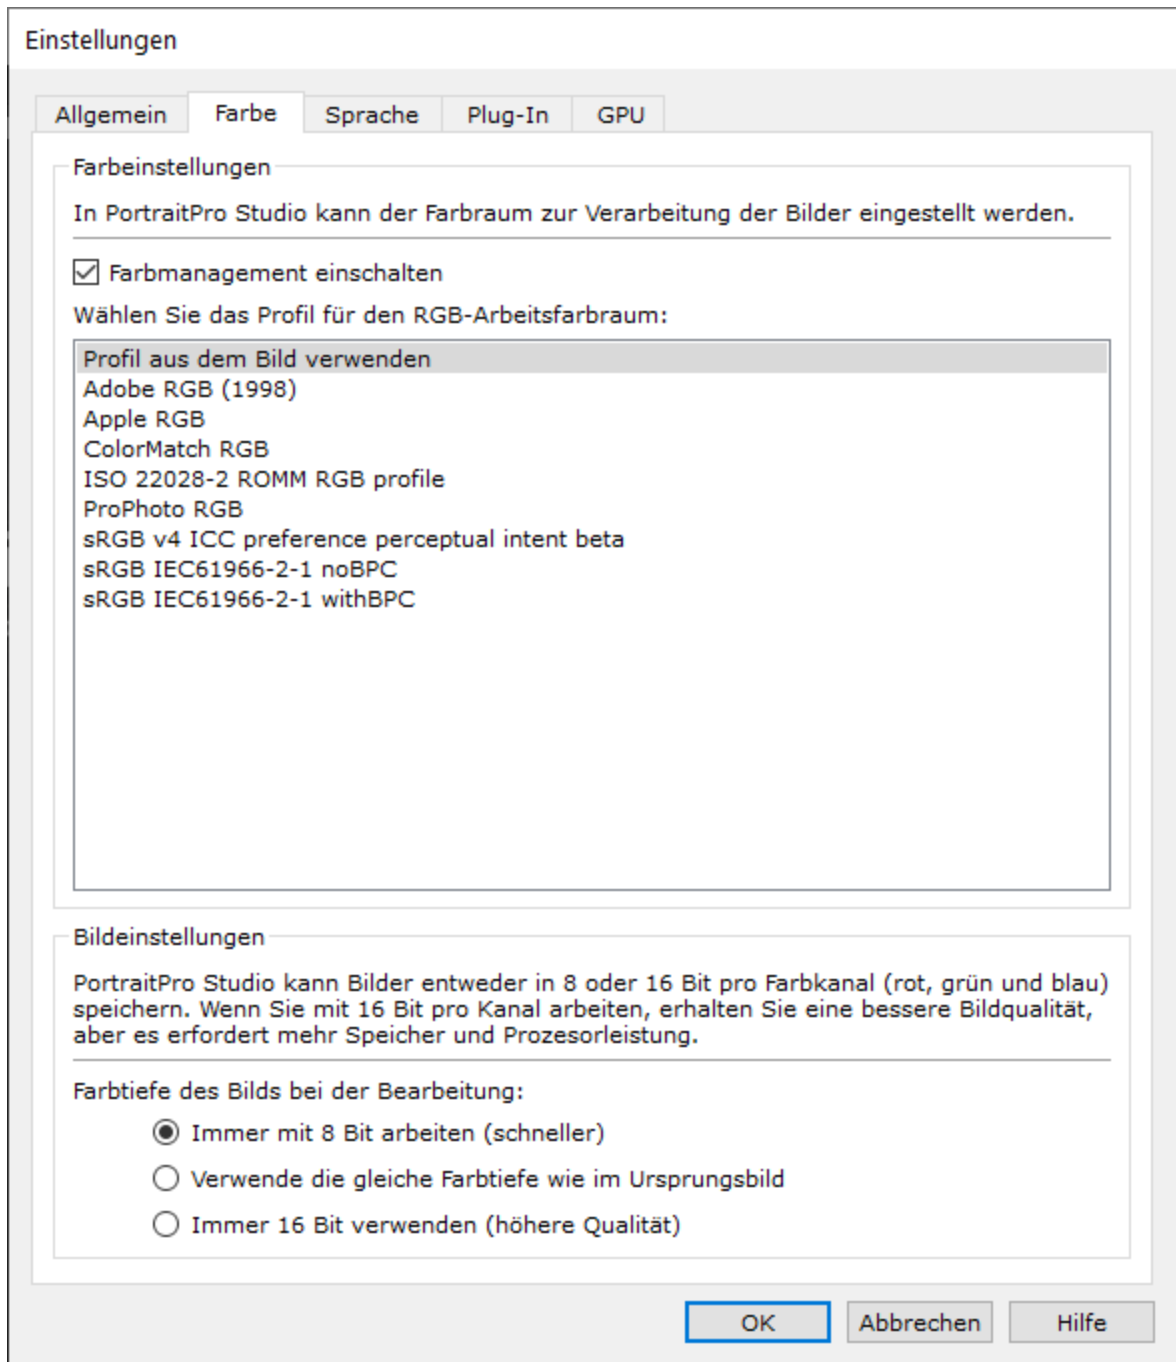 Einstellungen
Allgemein Farbe Sprache Plug-In GPU
Farbeinstellungen
In PortraitPro Studio kann der Farbraum zur Verarbeitung der Bilder eingestellt werden.
Farbmanagement einschalten
Wählen Sie das Profil für den RGB-Arbeitsfarbraum:
Profil aus dem Bild verwenden
Adobe RGB (1998)
Apple RGB
ColorMatch RGB
ISO 22028-2 ROMM RGB profile
ProPhoto RGB
sRGB v4 ICC preference perceptual intent beta
sRGB IEC61966-2-1 noBPC
sRGB IEC61966-2-1 withBPC
Bildeinstellungen
PortraitPro Studio kann Bilder entweder in 8 oder 16 Bit pro Farbkanal (rot, grün und blau)
speichern. Wenn Sie mit 16 Bit pro Kanal arbeiten, erhalten Sie eine bessere Bildqualität,
aber es erfordert mehr Speicher und Prozesorleistung.
Farbtiefe des Bilds bei der Bearbeitung:
Immer mit 8 Bit arbeiten (schneller)
Verwende die gleiche Farbtiefe wie im Ursprungsbild
Immer 16 Bit verwenden (höhere Qualität)
OK Abbrechen Hilfe